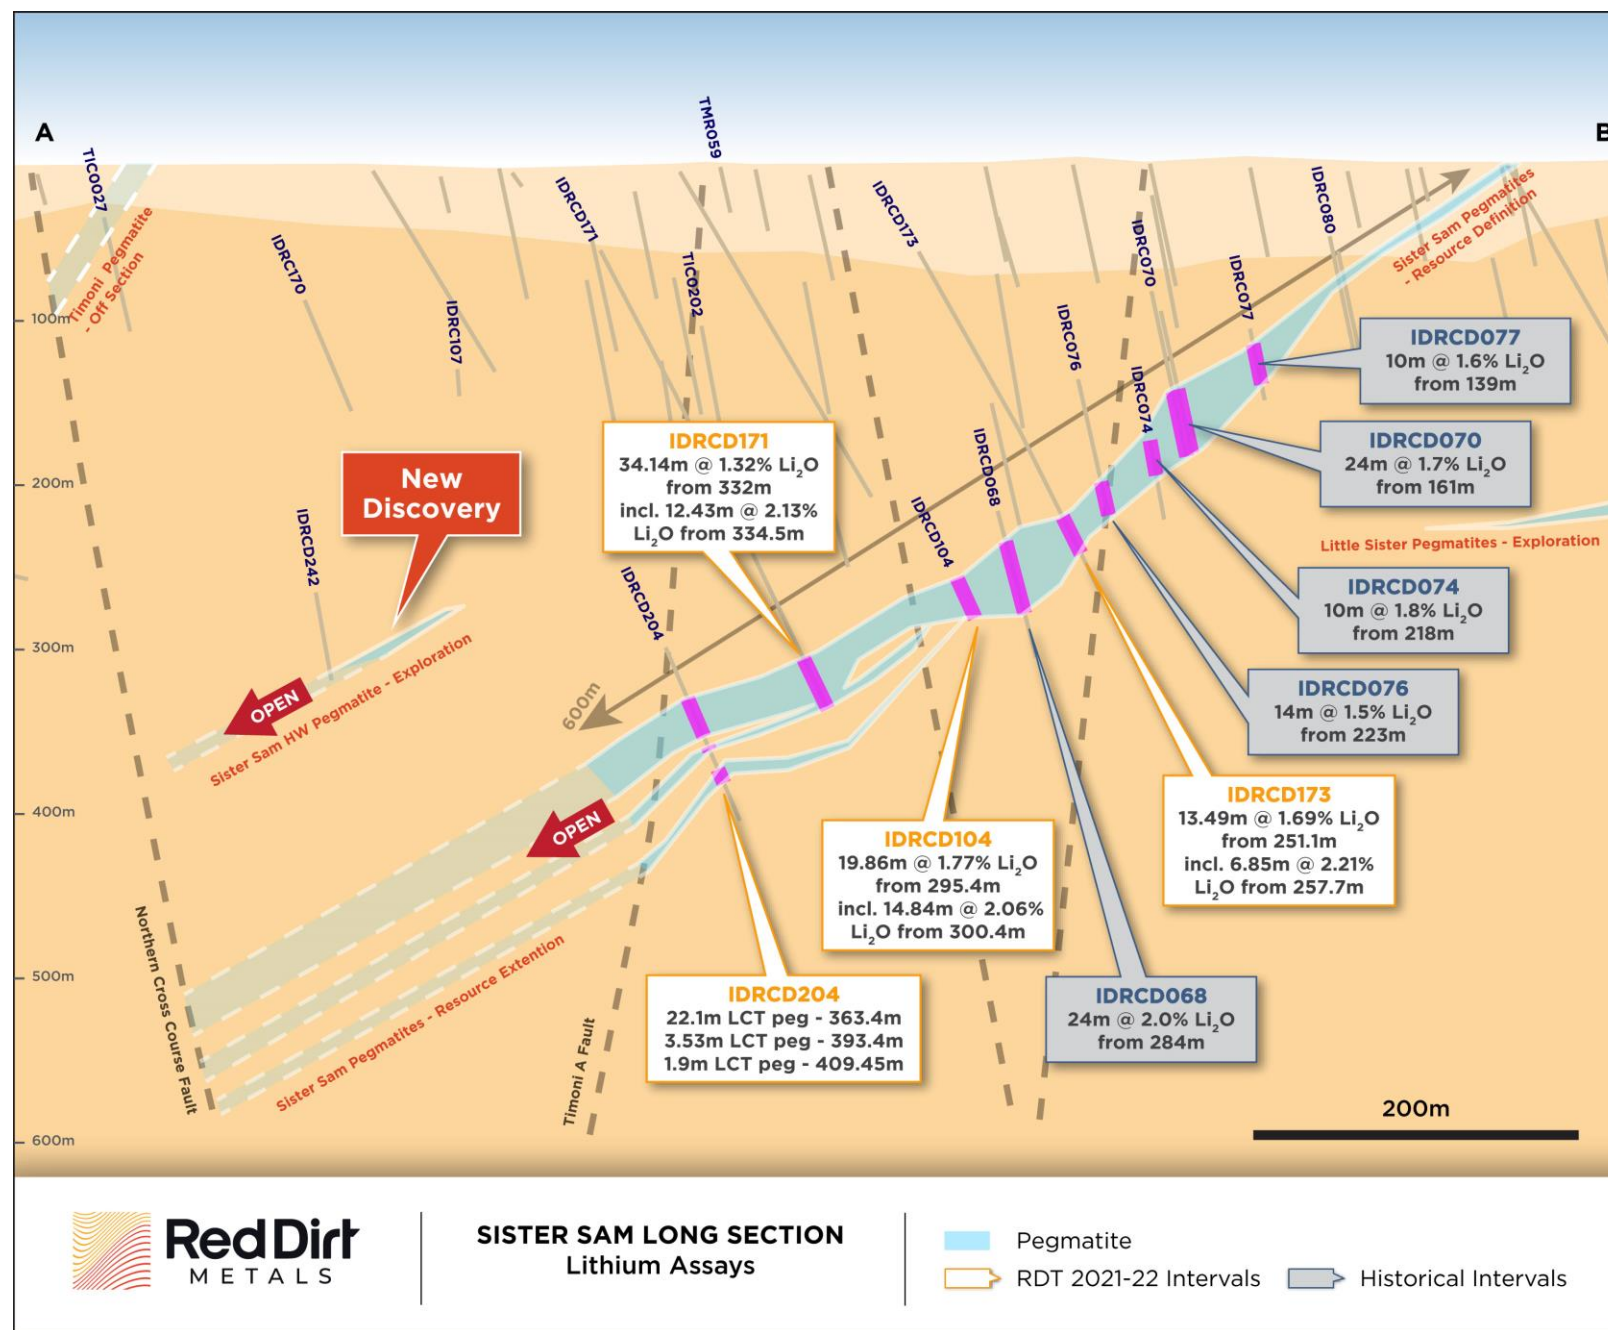 A
B
TIC0027
TMR059
IDRCD171
IDRCD173
IDRC080
Sister Sam Pegmatites
- Resource Definition
Timoni Pegmatite
- Off Section
IDRC170
IDRC107
TIC0202
IDRC070
IDRC077
IDRC076
IDRC074
100m
200m
300m
400m
500m
600m
IDRCD077
10m @ 1.6% Li₂O
from 139m
IDRCD070
24m @ 1.7% Li₂O
from 161m
IDRCD171
34.14m @ 1.32% Li₂O
from 332m
incl. 12.43m @ 2.13%
Li₂O from 334.5m
New
Discovery
IDRCD242
IDRCD204
IDRCD104
IDRCD068
Little Sister Pegmatites - Exploration
IDRCD074
10m @ 1.8% Li₂O
from 218m
IDRCD076
14m @ 1.5% Li₂O
from 223m
OPEN
Sister Sam HW Pegmatite - Exploration
600m
IDRCD173
13.49m @ 1.69% Li₂O
from 251.1m
incl. 6.85m @ 2.21%
Li₂O from 257.7m
OPEN
IDRCD104
19.86m @ 1.77% Li₂O
from 295.4m
incl. 14.84m @ 2.06%
Li₂O from 300.4m
Northern Cross Course Fault
Sister Sam Pegmatites - Resource Extention
Timoni A Fault
IDRCD204
22.1m LCT peg - 363.4m
3.53m LCT peg - 393.4m
1.9m LCT peg - 409.45m
IDRCD068
24m @ 2.0% Li₂O
from 284m
200m
Red Dirt
METALS
SISTER SAM LONG SECTION
Lithium Assays
Pegmatite
RDT 2021-22 Intervals
Historical Intervals